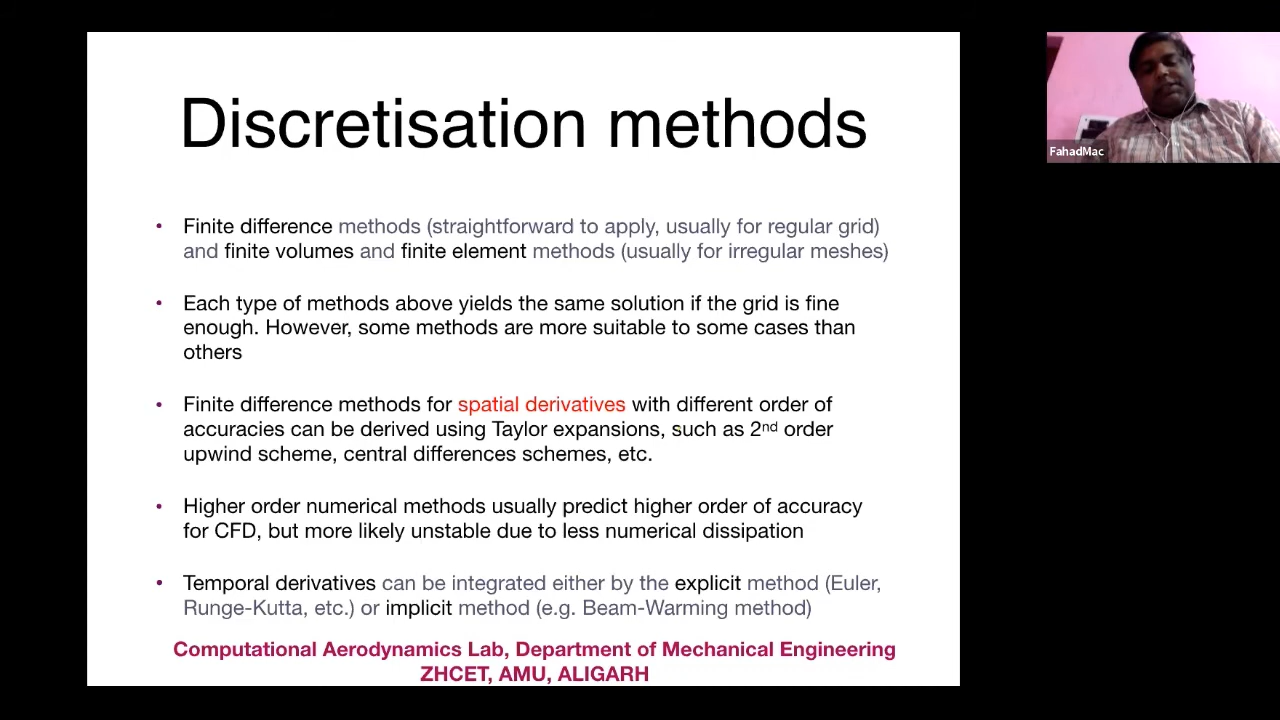 Discretisation methods
• Finite difference methods (straightforward to apply, usually for regular grid)
and finite volumes and finite element methods (usually for irregular meshes)
• Each type of methods above yields the same solution if the grid is fine
enough. However, some methods are more suitable to some cases than
others
• Finite difference methods for spatial derivatives with different order of
accuracies can be derived using Taylor expansions, such as 2nd order
upwind scheme, central differences schemes, etc.
• Higher order numerical methods usually predict higher order of accuracy
for CFD, but more likely unstable due to less numerical dissipation
• Temporal derivatives can be integrated either by the explicit method (Euler,
Runge-Kutta, etc.) or implicit method (e.g. Beam-Warming method)
Computational Aerodynamics Lab, Department of Mechanical Engineering
ZHCET, AMU, ALIGARH
FahadMac